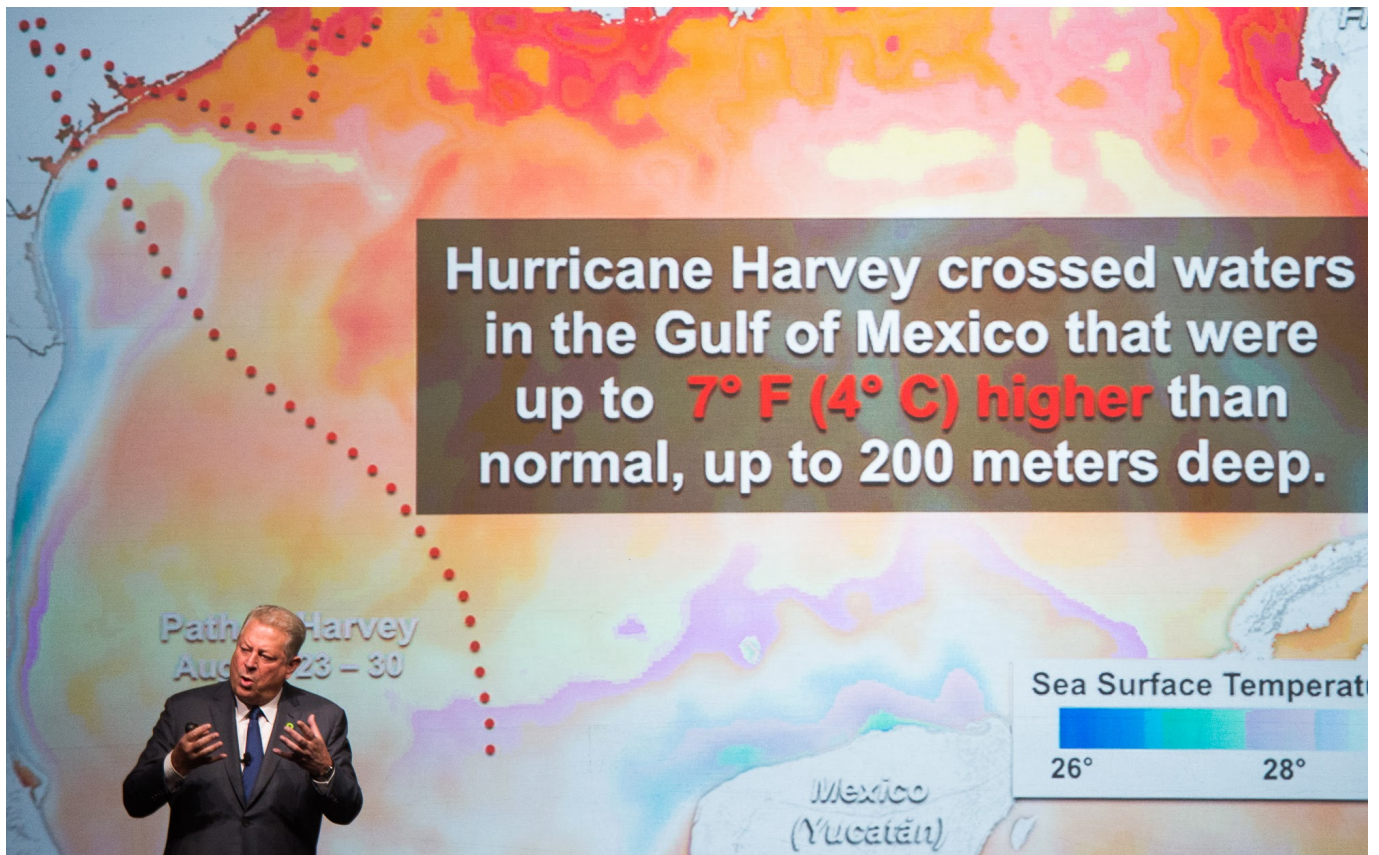 Hurricane Harvey crossed waters
in the Gulf of Mexico that were
up to 7° F (4° C) higher than
normal, up to 200 meters deep.
Path Harvey
23 – 30
Sea Surface
26° 28°
Mexico
(Yucatán)